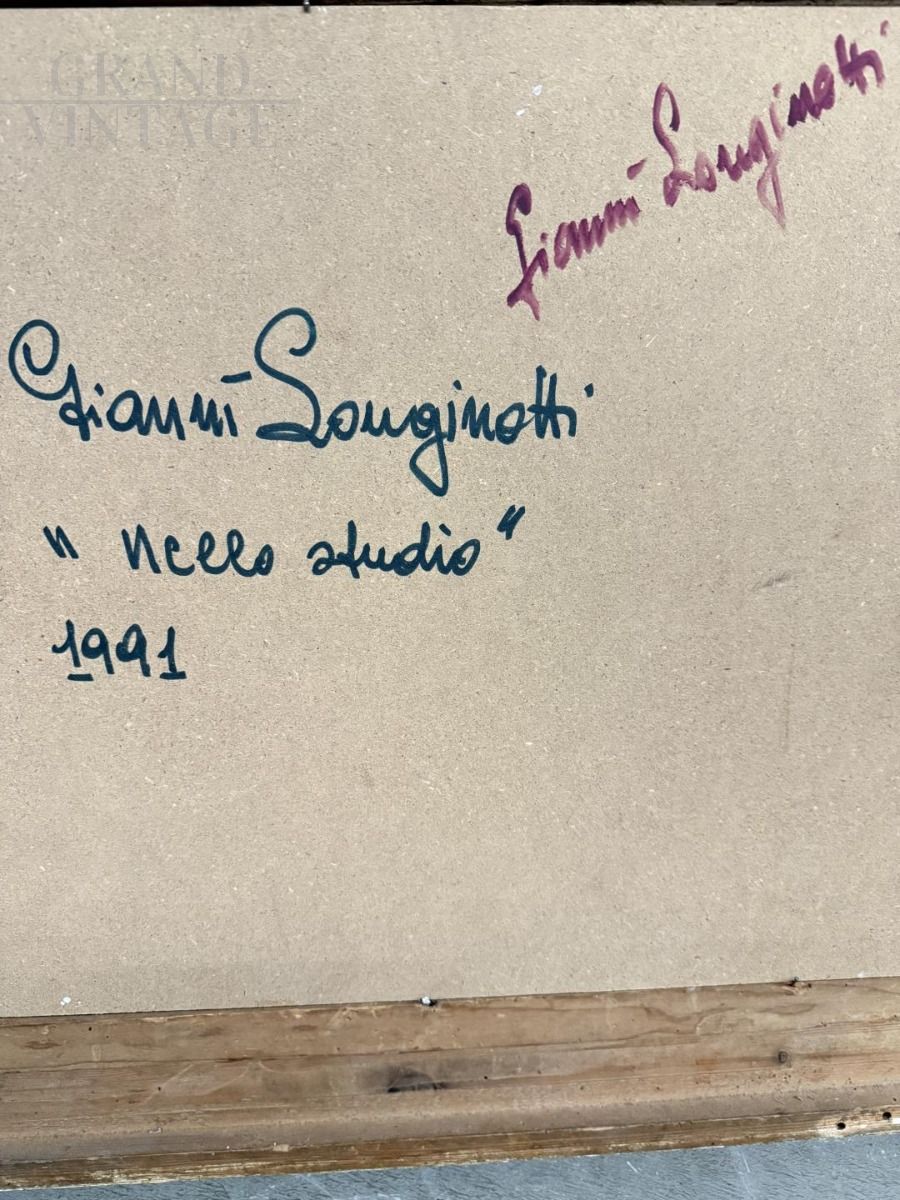 GRAND
VINTAGE
Gianni Longinotti
Gianni Longinotti
" Nello studio "
1991